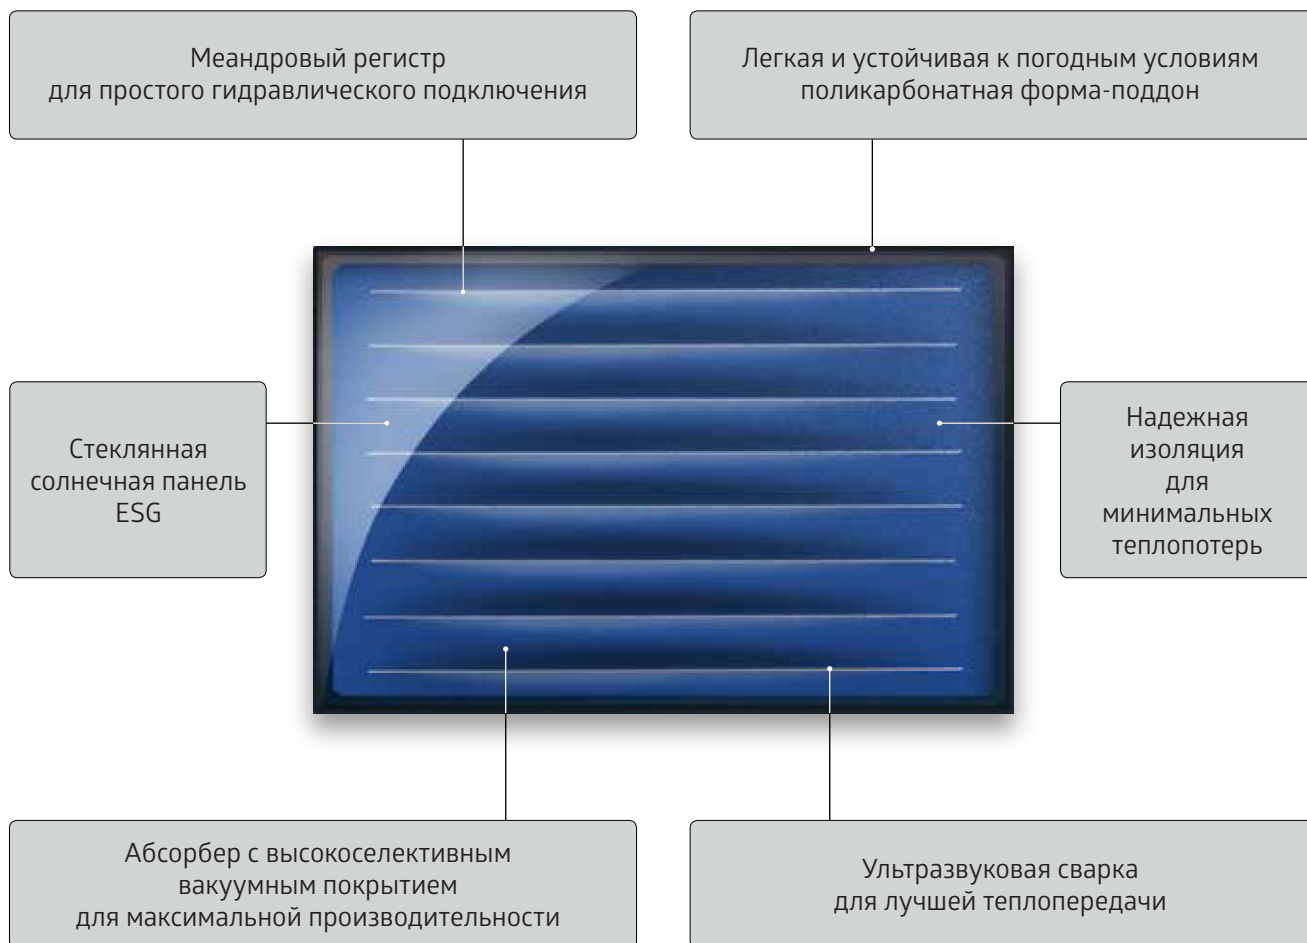 Меандровый регистр
для простого гидравлического подключения
Легкая и устойчивая к погодным условиям
поликарбонатная форма-поддон
Стеклянная
солнечная панель
ESG
Надежная
изоляция
для
минимальных
теплопотерь
Абсорбер с высокоселективным
вакуумным покрытием
для максимальной производительности
Ультразвуковая сварка
для лучшей теплопередачи